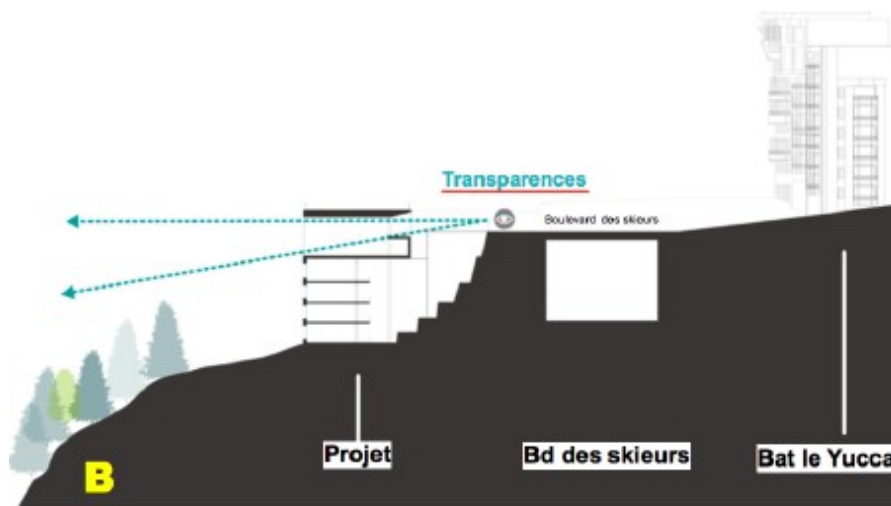 Transparences
Boulevard des skieurs
Projet
Bd des skieurs
Bat le Yucca
B